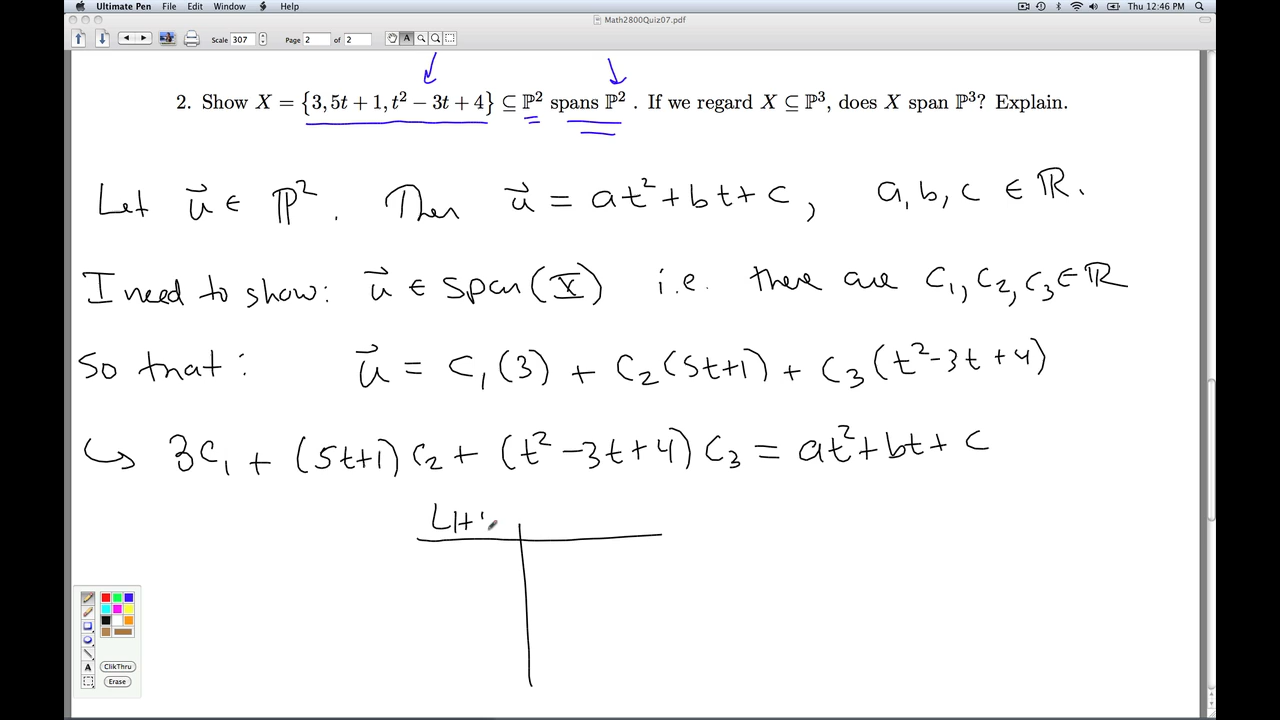 Ultimate Pen File Edit Window Help Thu 12:46 PM
Math2800Quiz07.pdf
Scale 307 Page 2 of 2 A
2. Show X = {3, 5t + 1, t² − 3t + 4} ⊆ ℙ² spans ℙ² . If we regard X ⊆ ℙ³, does X span ℙ³? Explain.
Let u⃗ ∈ ℙ². Then u⃗ = at² + bt + c, a, b, c ∈ ℝ.
I need to show: u⃗ ∈ span(X) i.e. there are c₁, c₂, c₃ ∈ ℝ
So that: u⃗ = c₁(3) + c₂(5t+1) + c₃(t²-3t+4)
↪ 3c₁ + (5t+1)c₂ + (t²-3t+4)c₃ = at² + bt + c
LH
A
ClikThru
Erase